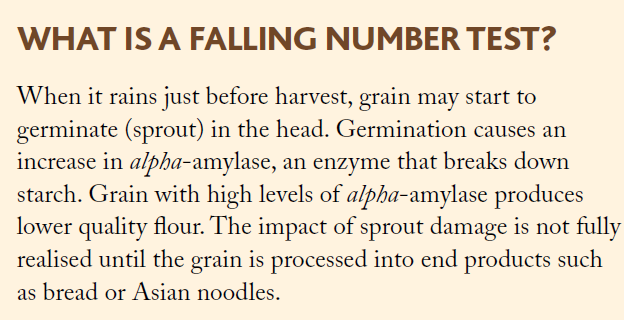 WHAT IS A FALLING NUMBER TEST?
When it rains just before harvest, grain may start to
germinate (sprout) in the head. Germination causes an
increase in alpha-amylase, an enzyme that breaks down
starch. Grain with high levels of alpha-amylase produces
lower quality flour. The impact of sprout damage is not fully
realised until the grain is processed into end products such
as bread or Asian noodles.